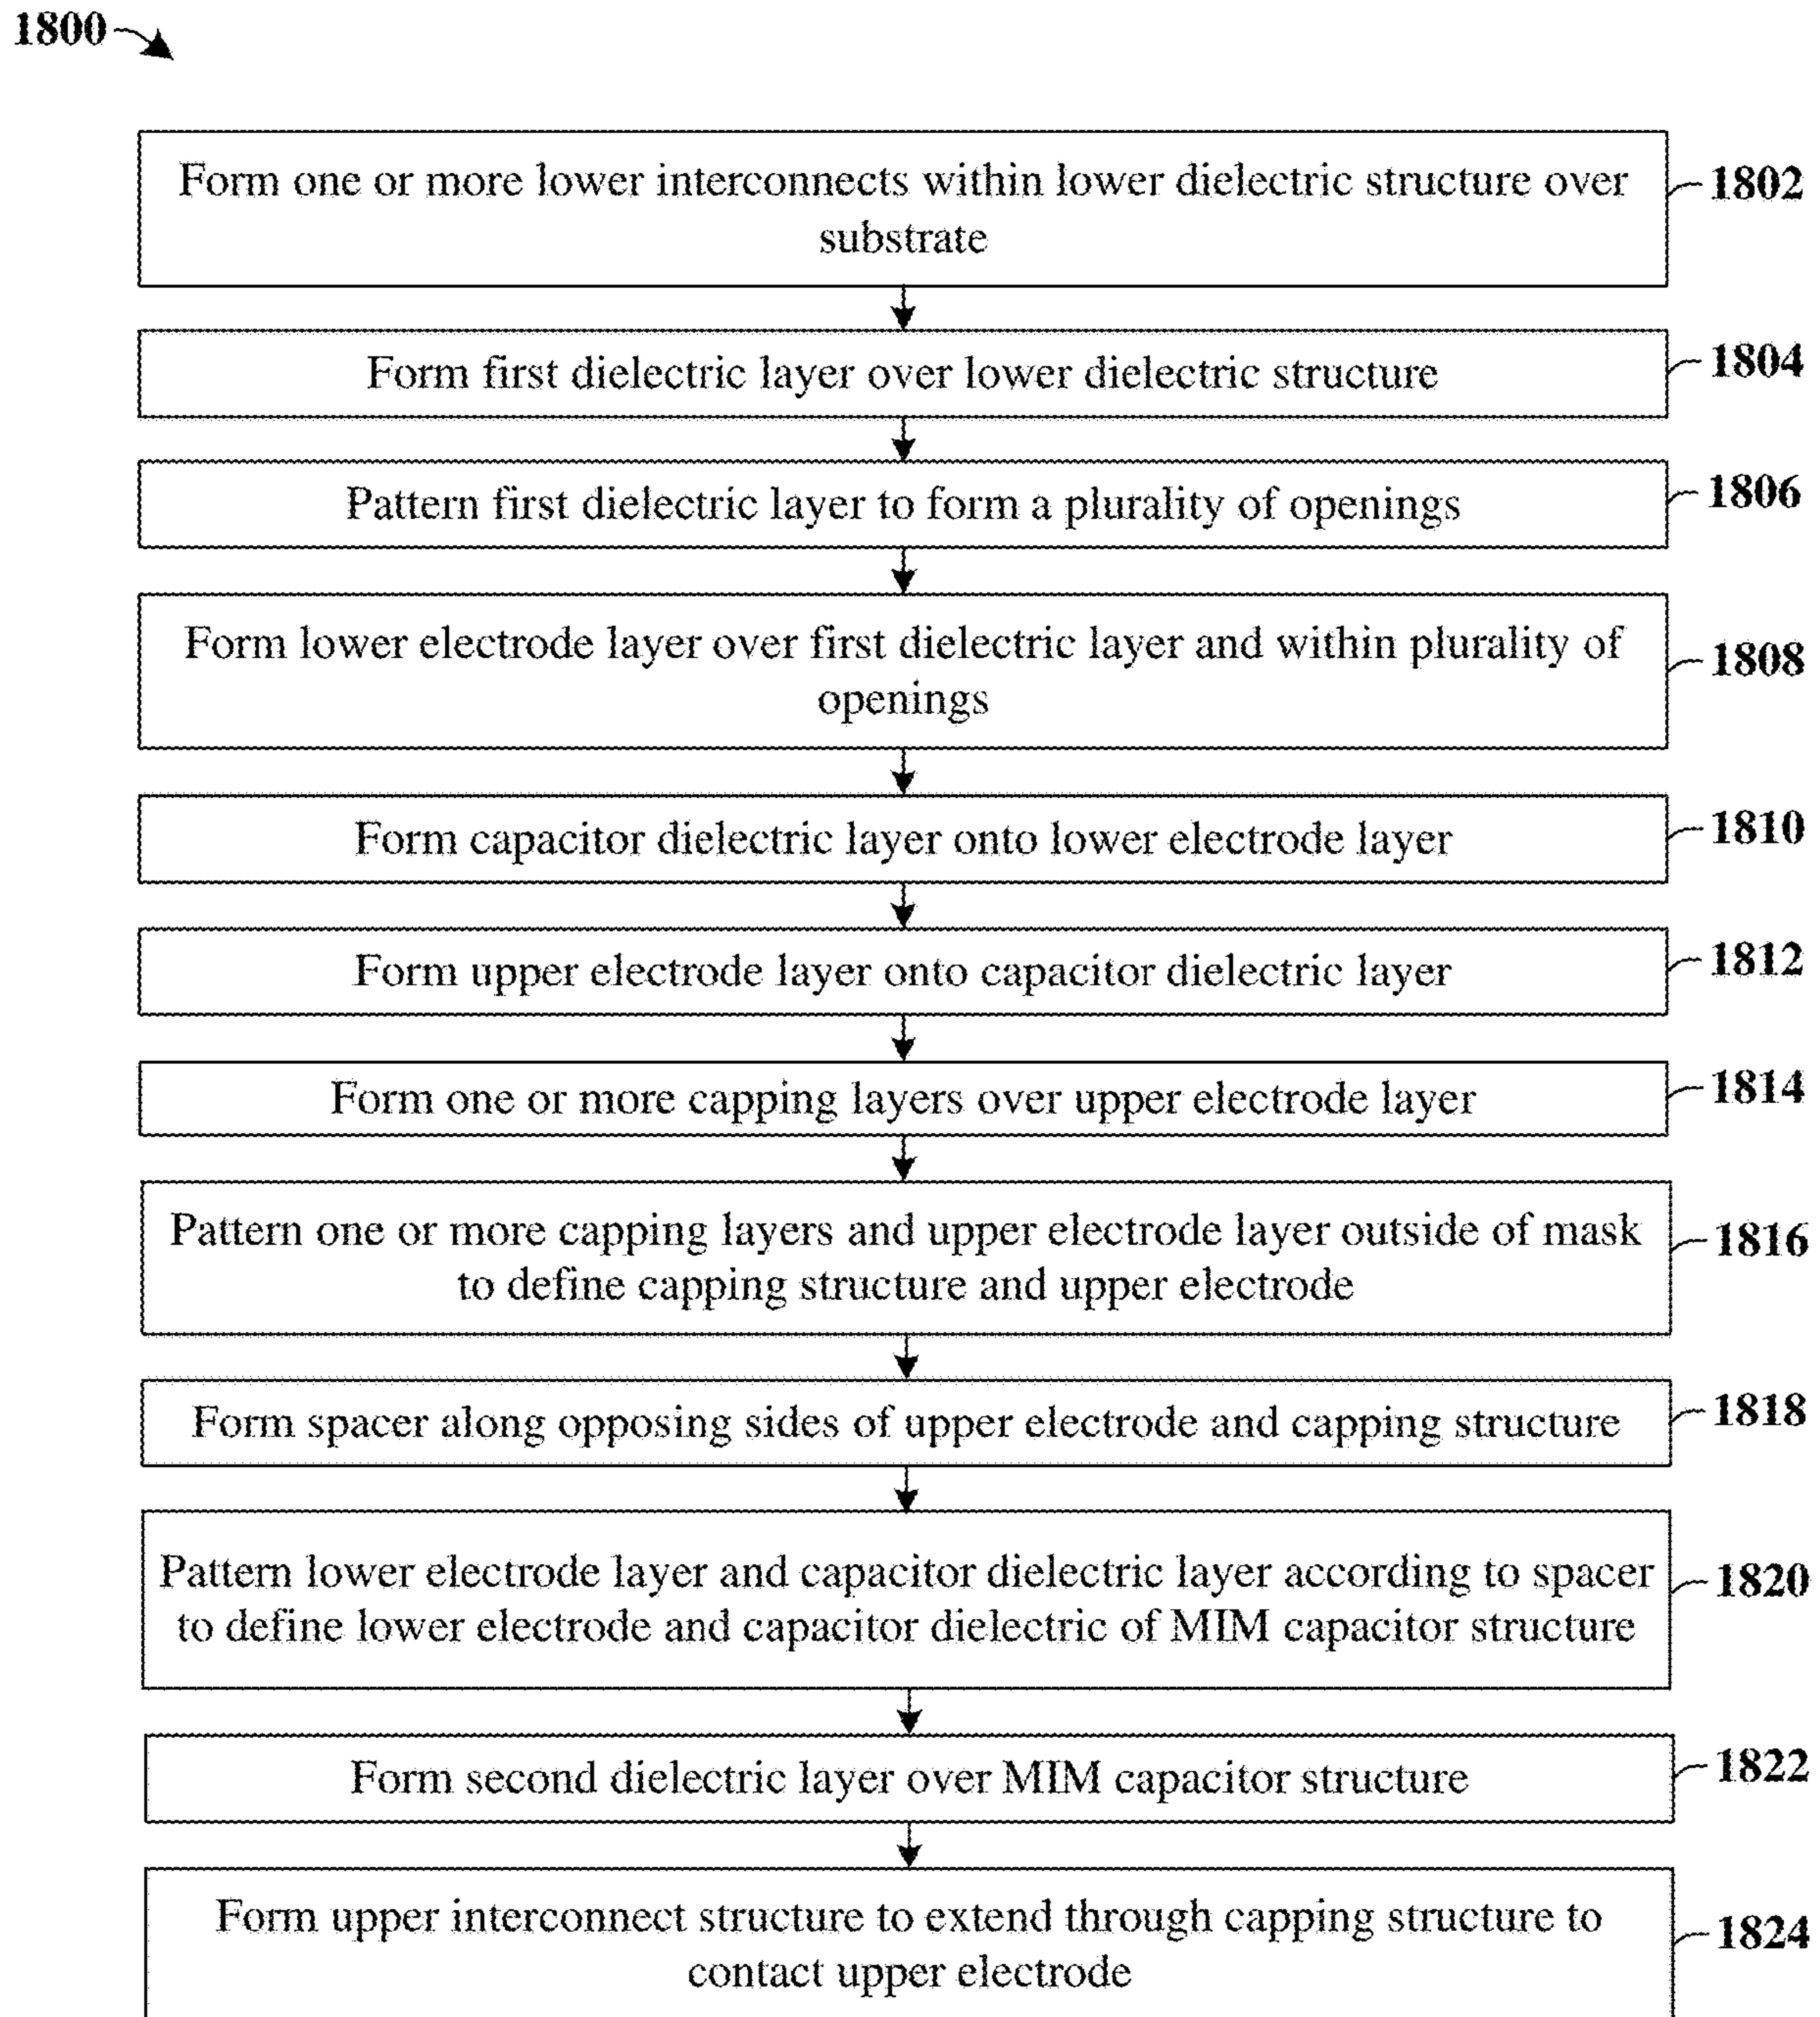 1800
Form one or more lower interconnects within lower dielectric structure over
substrate
1802
Form first dielectric layer over lower dielectric structure
1804
Pattern first dielectric layer to form a plurality of openings
1806
Form lower electrode layer over first dielectric layer and within plurality of
openings
1808
Form capacitor dielectric layer onto lower electrode layer
1810
Form upper electrode layer onto capacitor dielectric layer
1812
Form one or more capping layers over upper electrode layer
1814
Pattern one or more capping layers and upper electrode layer outside of mask
to define capping structure and upper electrode
1816
Form spacer along opposing sides of upper electrode and capping structure
1818
Pattern lower electrode layer and capacitor dielectric layer according to spacer
to define lower electrode and capacitor dielectric of MIM capacitor structure
1820
Form second dielectric layer over MIM capacitor structure
1822
Form upper interconnect structure to extend through capping structure to
contact upper electrode
1824